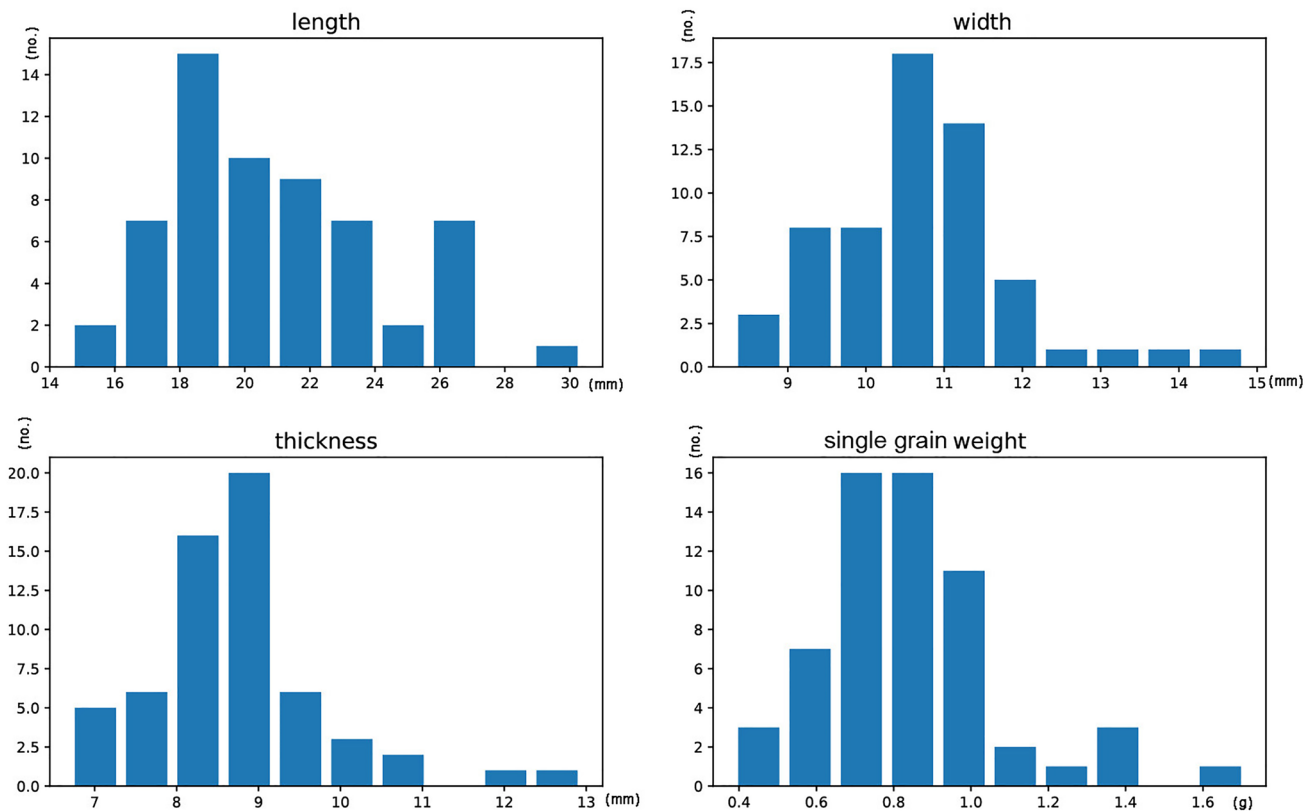 length
(no.)
14
12
10
8
6
4
2
0
14 16 18 20 22 24 26 28 30 (mm)
width
(no.)
17.5
15.0
12.5
10.0
7.5
5.0
2.5
0.0
9 10 11 12 13 14 15 (mm)
thickness
(no.)
20.0
17.5
15.0
12.5
10.0
7.5
5.0
2.5
0.0
7 8 9 10 11 12 13 (mm)
single grain weight
(no.)
16
14
12
10
8
6
4
2
0
0.4 0.6 0.8 1.0 1.2 1.4 1.6 (g)